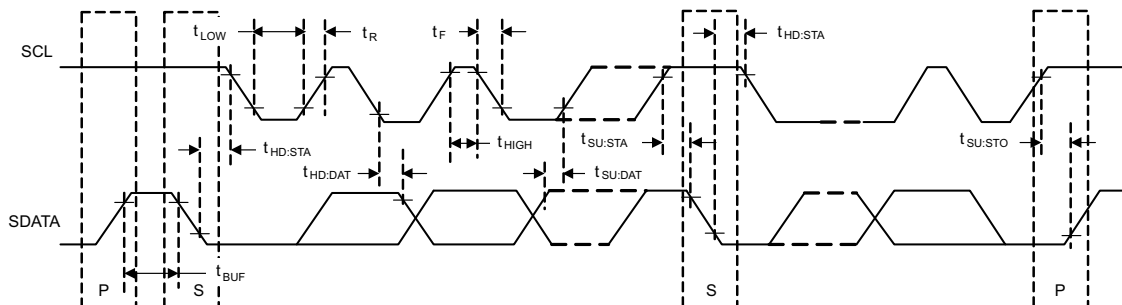 SCL
tLOW
tR
tF
tHD:STA
tHD:STA
tHD:DAT
tHIGH
tSU:DAT
tSU:STA
tSU:STO
SDATA
tBUF
P
S
S
P